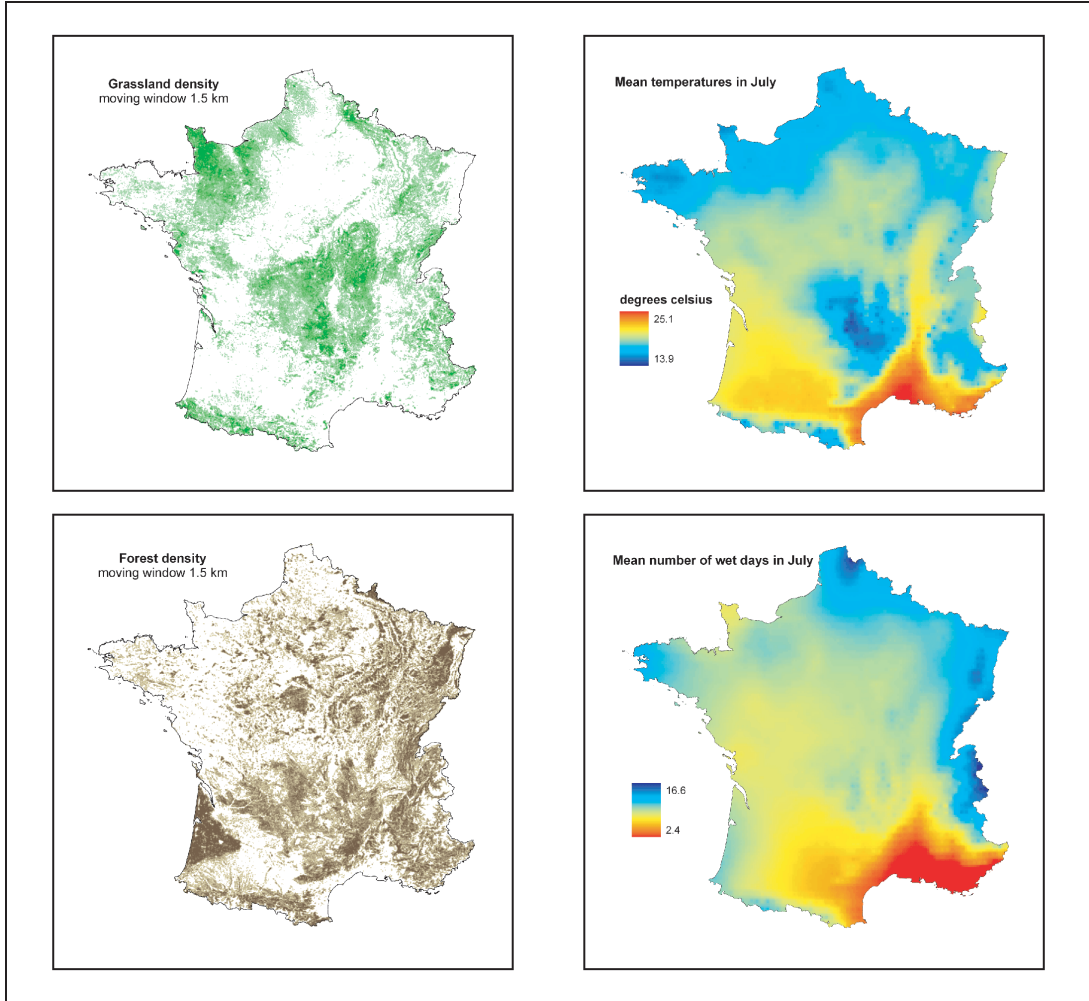 Grassland density
moving window 1.5 km
Mean temperatures in July
degrees celsius
25.1
13.9
Forest density
moving window 1.5 km
Mean number of wet days in July
16.6
2.4